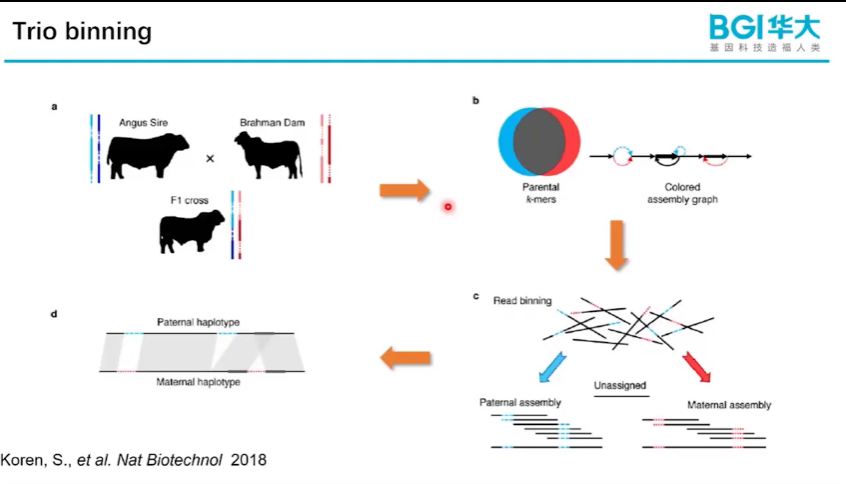 Trio binning
BGI华大
基因科技造福人类
a
Angus Sire
x
Brahman Dam
F1 cross
b
Parental
k-mers
Colored
assembly graph
c
Read binning
Unassigned
Paternal assembly
Maternal assembly
d
Paternal haplotype
Maternal haplotype
Koren, S., et al. Nat Biotechnol 2018